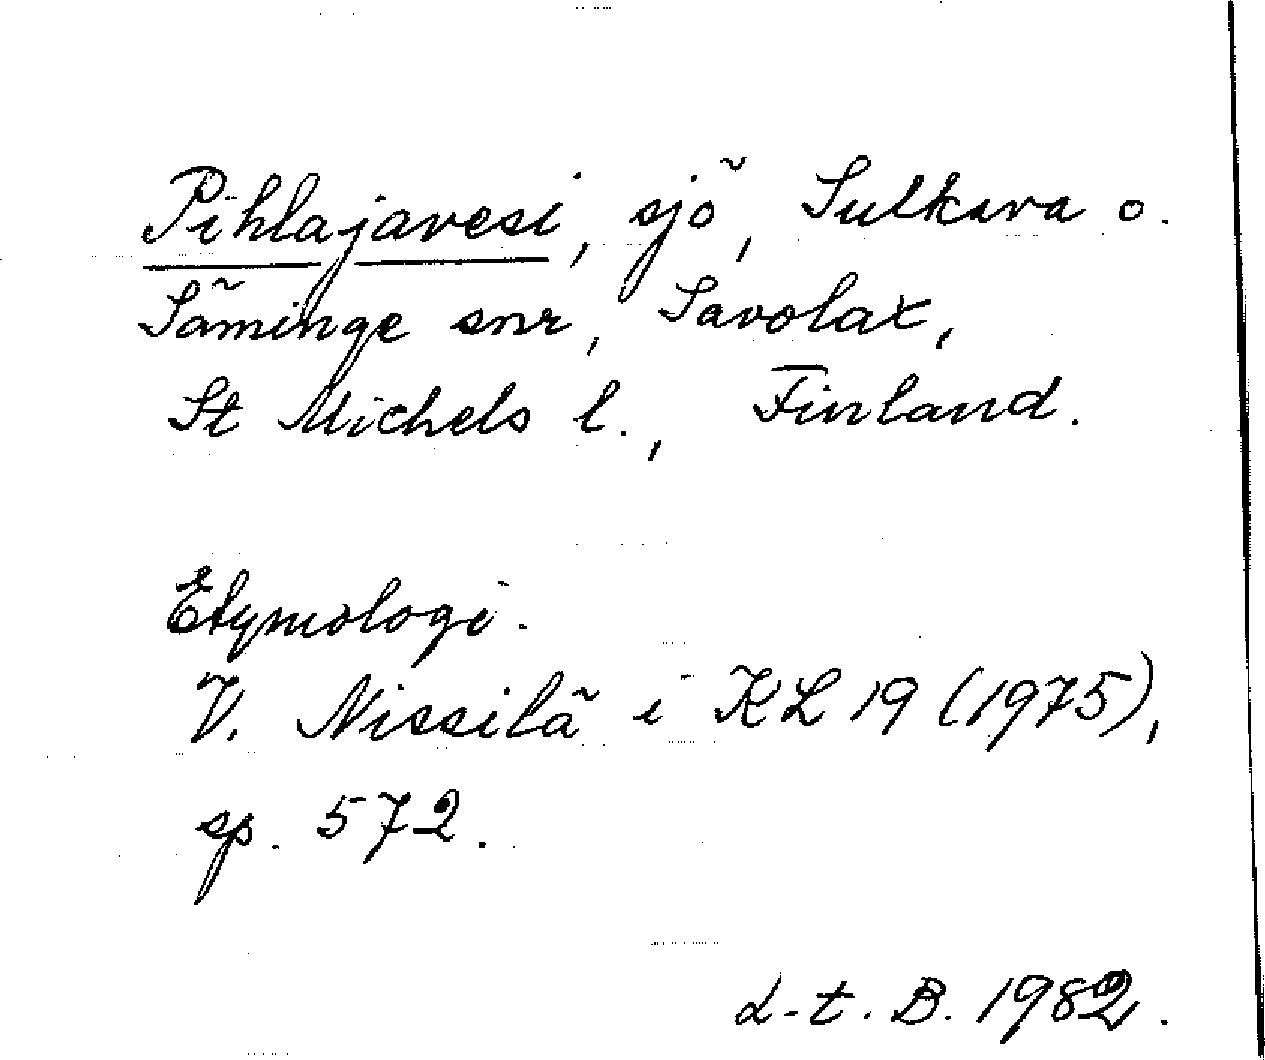 Pihlajavesi, sjö, Sulkava o.
Säminge snr, Savolax,
St Michels l., Finland.
Etymologi.
V. Nissilä i KL 19 (1975),
sp. 572.
L-t. B. 1982.